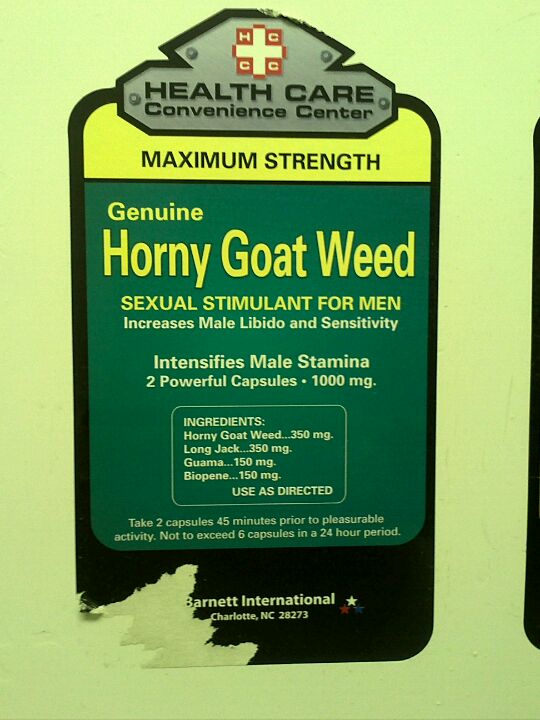 H C
C C
HEALTH CARE
Convenience Center
MAXIMUM STRENGTH
Genuine
Horny Goat Weed
SEXUAL STIMULANT FOR MEN
Increases Male Libido and Sensitivity
Intensifies Male Stamina
2 Powerful Capsules • 1000 mg.
INGREDIENTS:
Horny Goat Weed...350 mg.
Long Jack...350 mg.
Guama...150 mg.
Biopene...150 mg.
USE AS DIRECTED
Take 2 capsules 45 minutes prior to pleasurable
activity. Not to exceed 6 capsules in a 24 hour period.
Barnett International
Charlotte, NC 28273